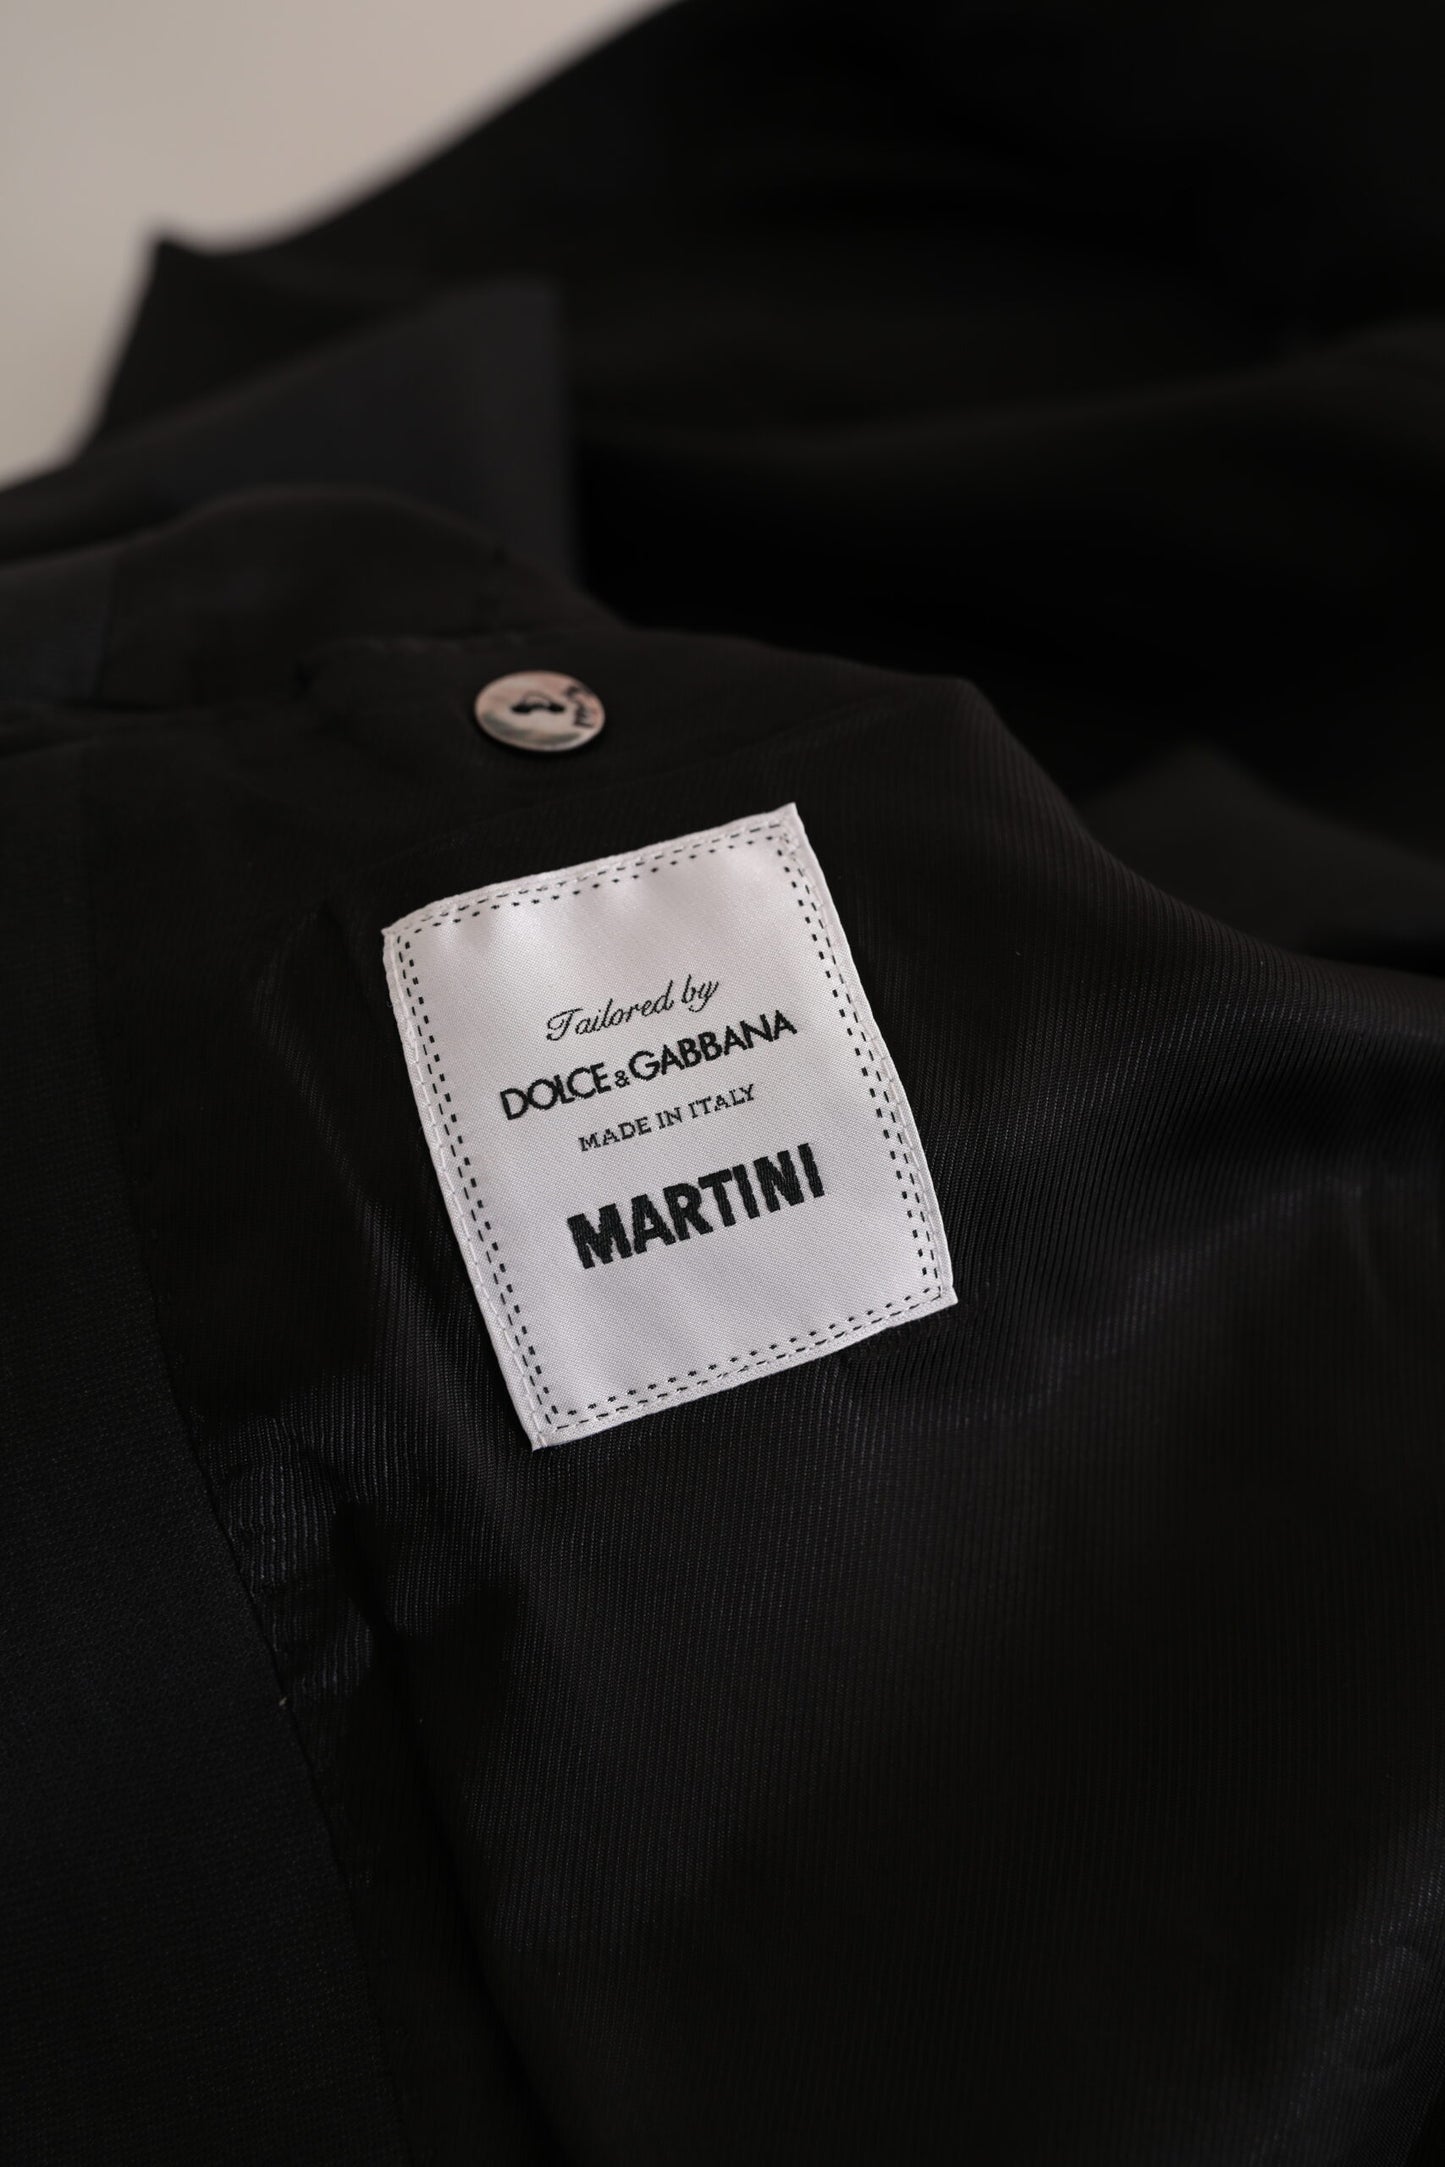 Tailored by
DOLCE & GABBANA
MADE IN ITALY
MARTINI